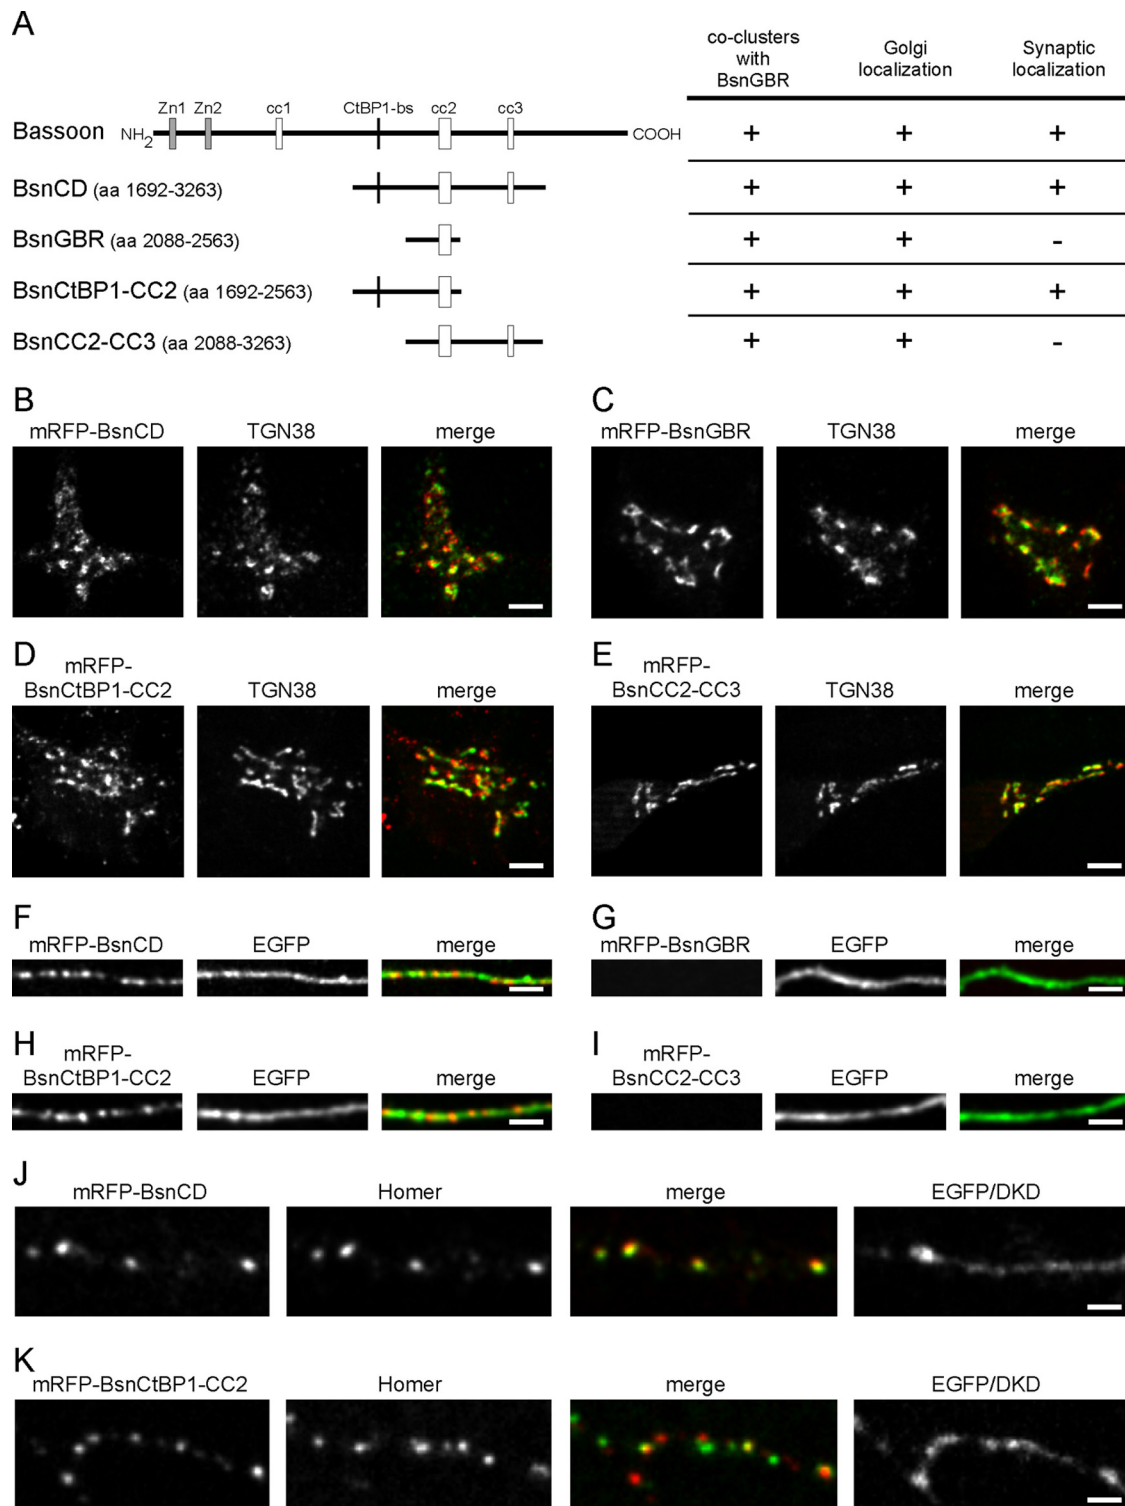 A
co-clusters
with
BsnGBR
Golgi
localization
Synaptic
localization
Zn1 Zn2 cc1 CtBP1-bs cc2 cc3
Bassoon NH2 COOH + + +
BsnCD (aa 1692-3263) + + +
BsnGBR (aa 2088-2563) + + -
BsnCtBP1-CC2 (aa 1692-2563) + + +
BsnCC2-CC3 (aa 2088-3263) + + -
B
mRFP-BsnCD TGN38 merge
C
mRFP-BsnGBR TGN38 merge
D
mRFP-
BsnCtBP1-CC2 TGN38 merge
E
mRFP-
BsnCC2-CC3 TGN38 merge
F
mRFP-BsnCD EGFP merge
G
mRFP-BsnGBR EGFP merge
H
mRFP-
BsnCtBP1-CC2 EGFP merge
I
mRFP-
BsnCC2-CC3 EGFP merge
J
mRFP-BsnCD Homer merge EGFP/DKD
K
mRFP-BsnCtBP1-CC2 Homer merge EGFP/DKD